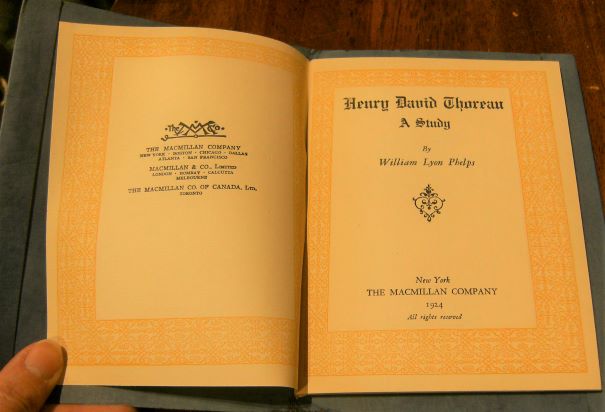 The M Co
THE MACMILLAN COMPANY
NEW YORK · BOSTON · CHICAGO · DALLAS
ATLANTA · SAN FRANCISCO
MACMILLAN & CO., LIMITED
LONDON · BOMBAY · CALCUTTA
MELBOURNE
THE MACMILLAN CO. OF CANADA, LTD.
TORONTO
Henry David Thoreau
A Study
By
William Lyon Phelps
New York
THE MACMILLAN COMPANY
1924
All rights reserved